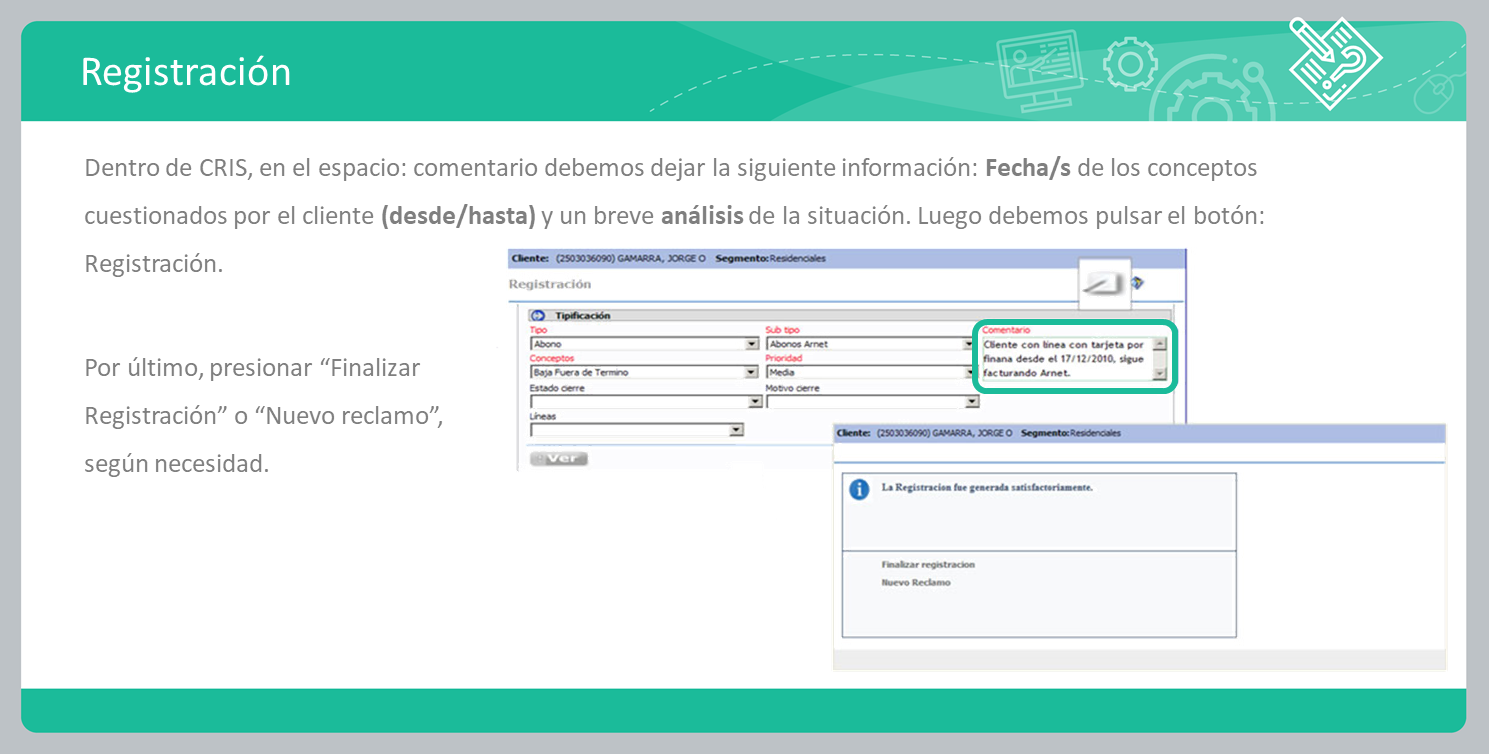 Registración
Dentro de CRIS, en el espacio: comentario debemos dejar la siguiente información: Fecha/s de los conceptos
cuestionados por el cliente (desde/hasta) y un breve análisis de la situación. Luego debemos pulsar el botón:
Registración.
Por último, presionar “Finalizar
Registración” o “Nuevo reclamo”,
según necesidad.
Cliente: (2503036090) GAMARRA, JORGE O Segmento: Residenciales
Registración
Tipificación
Tipo Sub tipo Comentario
Abono Abonos Arnet Cliente con línea con tarjeta por
Conceptos Prioridad finana desde el 17/12/2010, sigue
Baja Fuera de Termino Media facturando Arnet.
Estado cierre Motivo cierre
Líneas
Ver
Cliente: (2503036090) GAMARRA, JORGE O Segmento: Residenciales
La Registracion fue generada satisfactoriamente.
Finalizar registracion
Nuevo Reclamo